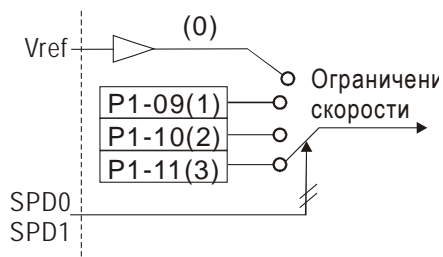 (0)
Vref
Ограничени
скорости
P1-09(1)
P1-10(2)
P1-11(3)
SPD0
SPD1